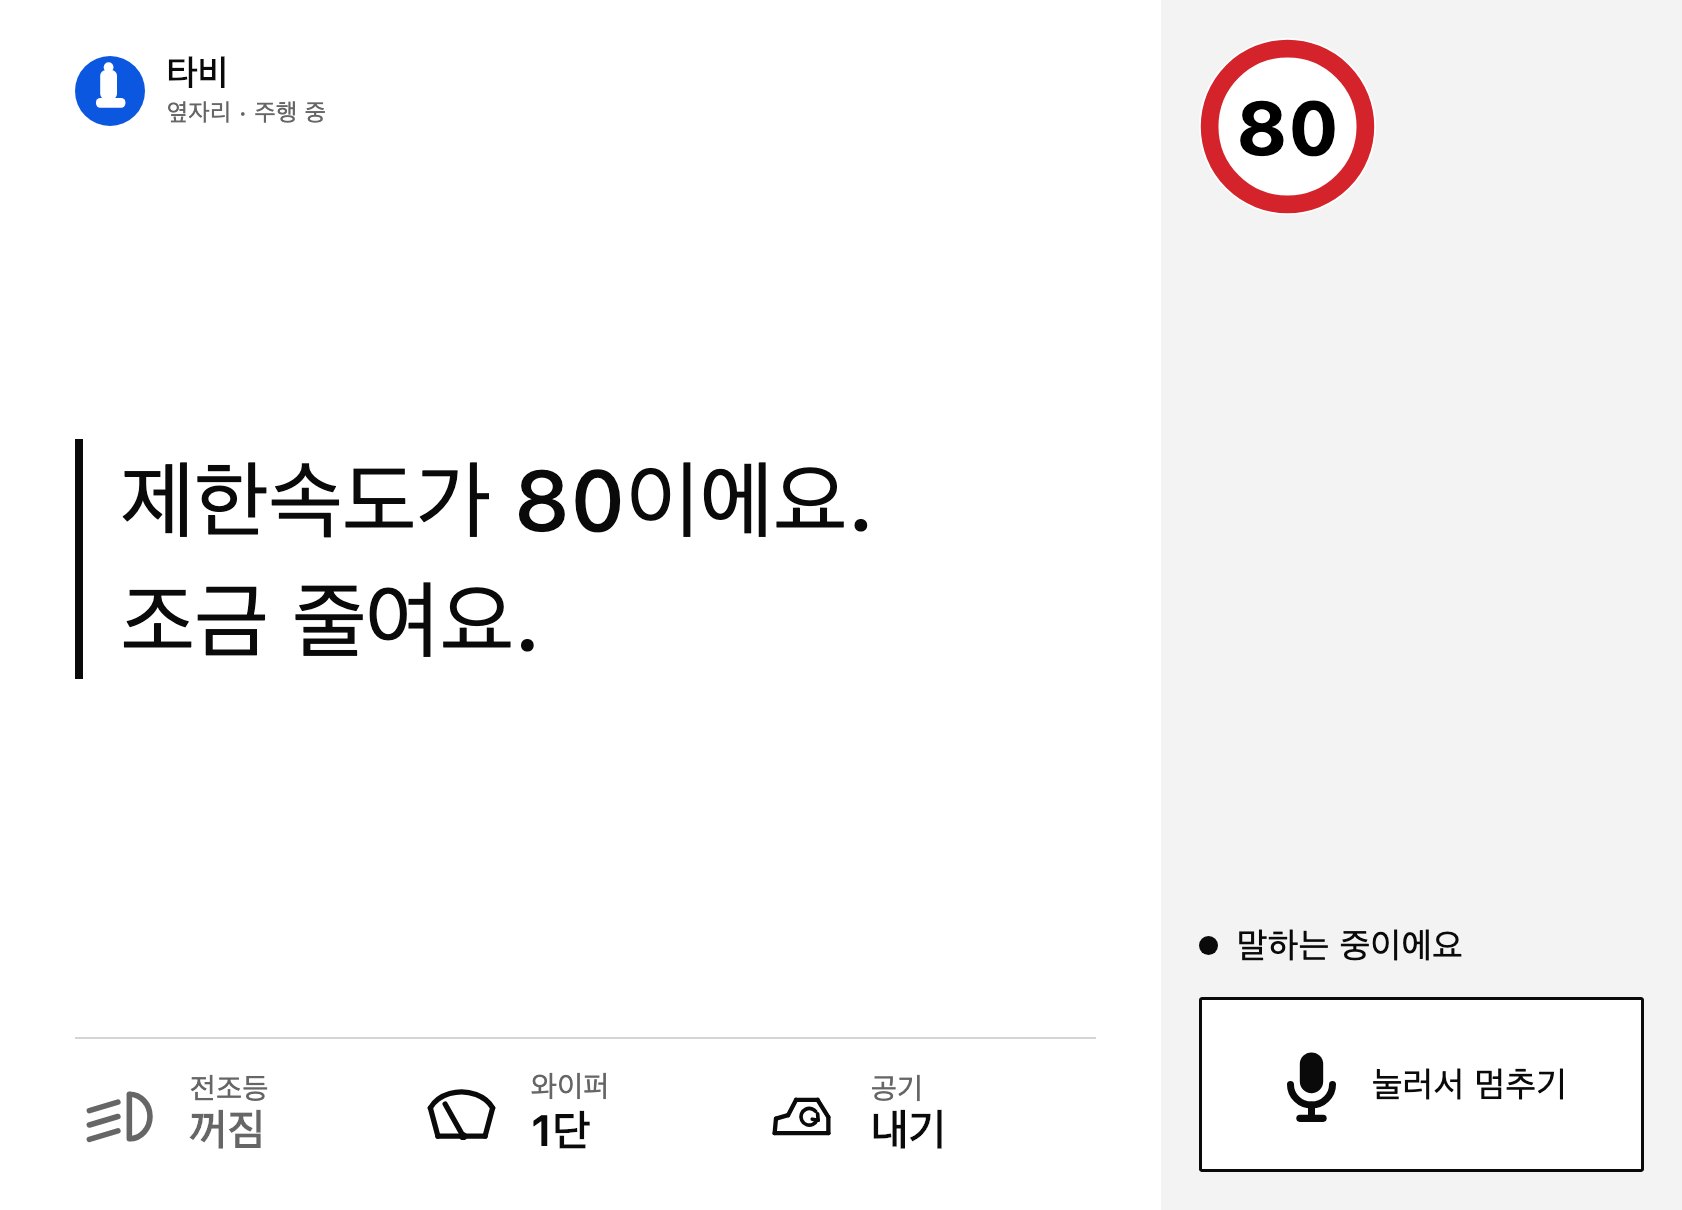 타비
옆자리 · 주행 중
80
제한속도가 80이에요.
조금 줄여요.
말하는 중이에요
눌러서 멈추기
전조등
꺼짐
와이퍼
1단
공기
내기